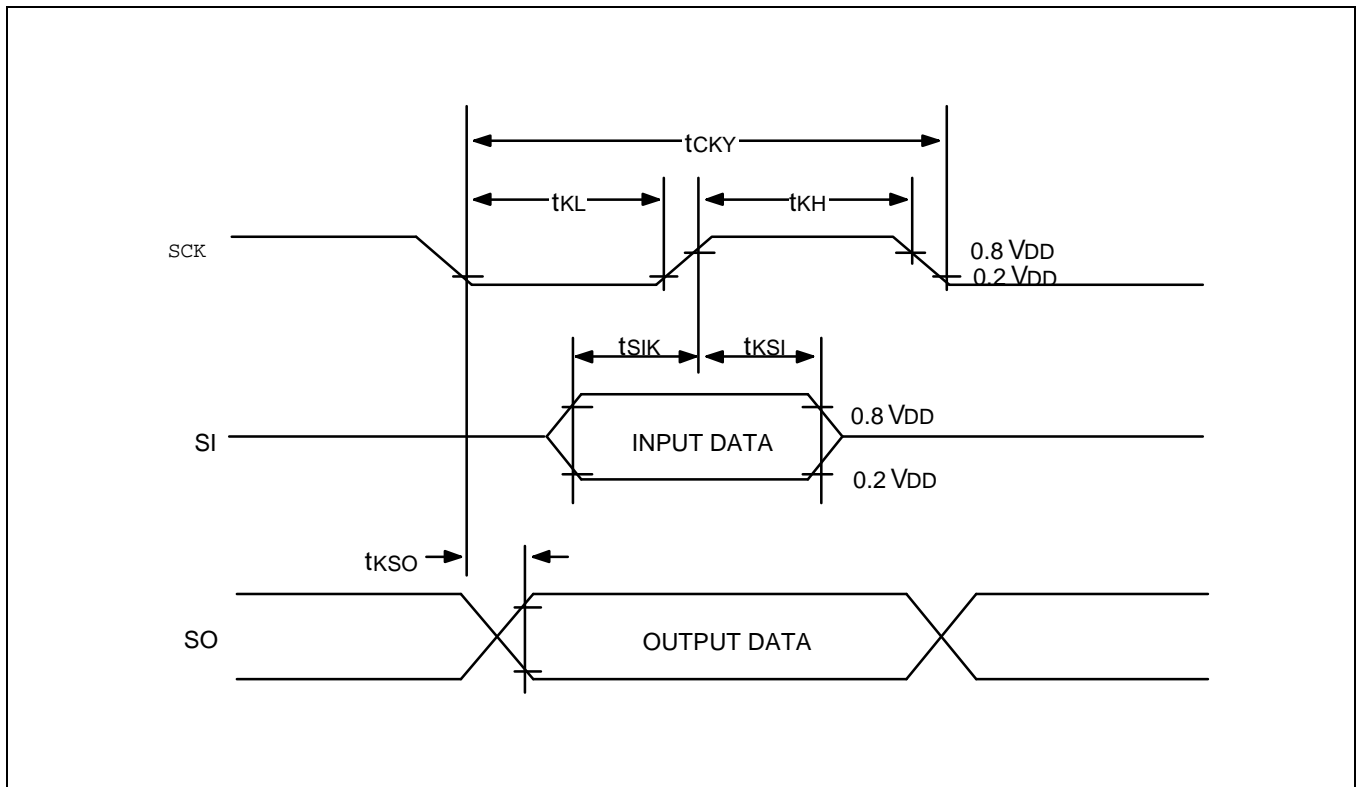 tCKY
tKL
tKH
SCK
0.8 VDD
0.2 VDD
tSIK
tKSI
0.8 VDD
SI
INPUT DATA
0.2 VDD
tKSO
SO
OUTPUT DATA